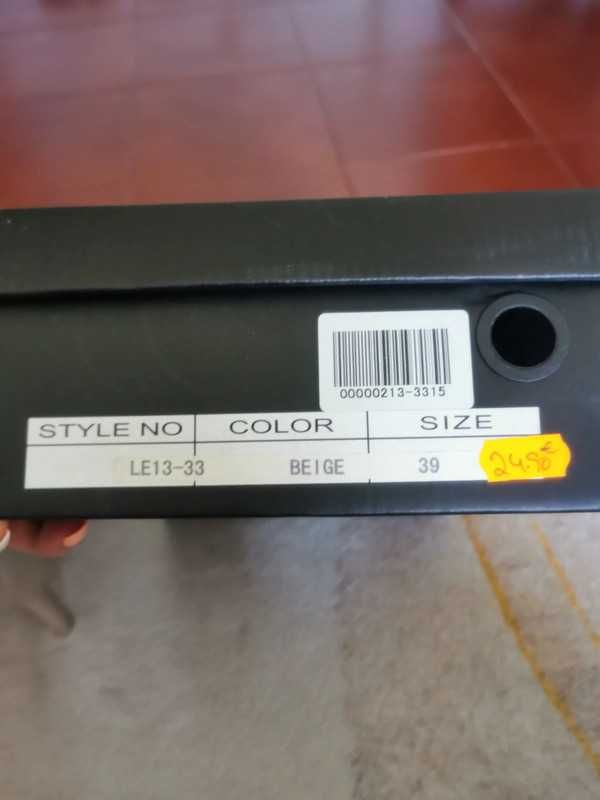 00000213-3315
STYLE NO COLOR SIZE
LE13-33 BEIGE 39
24.90€